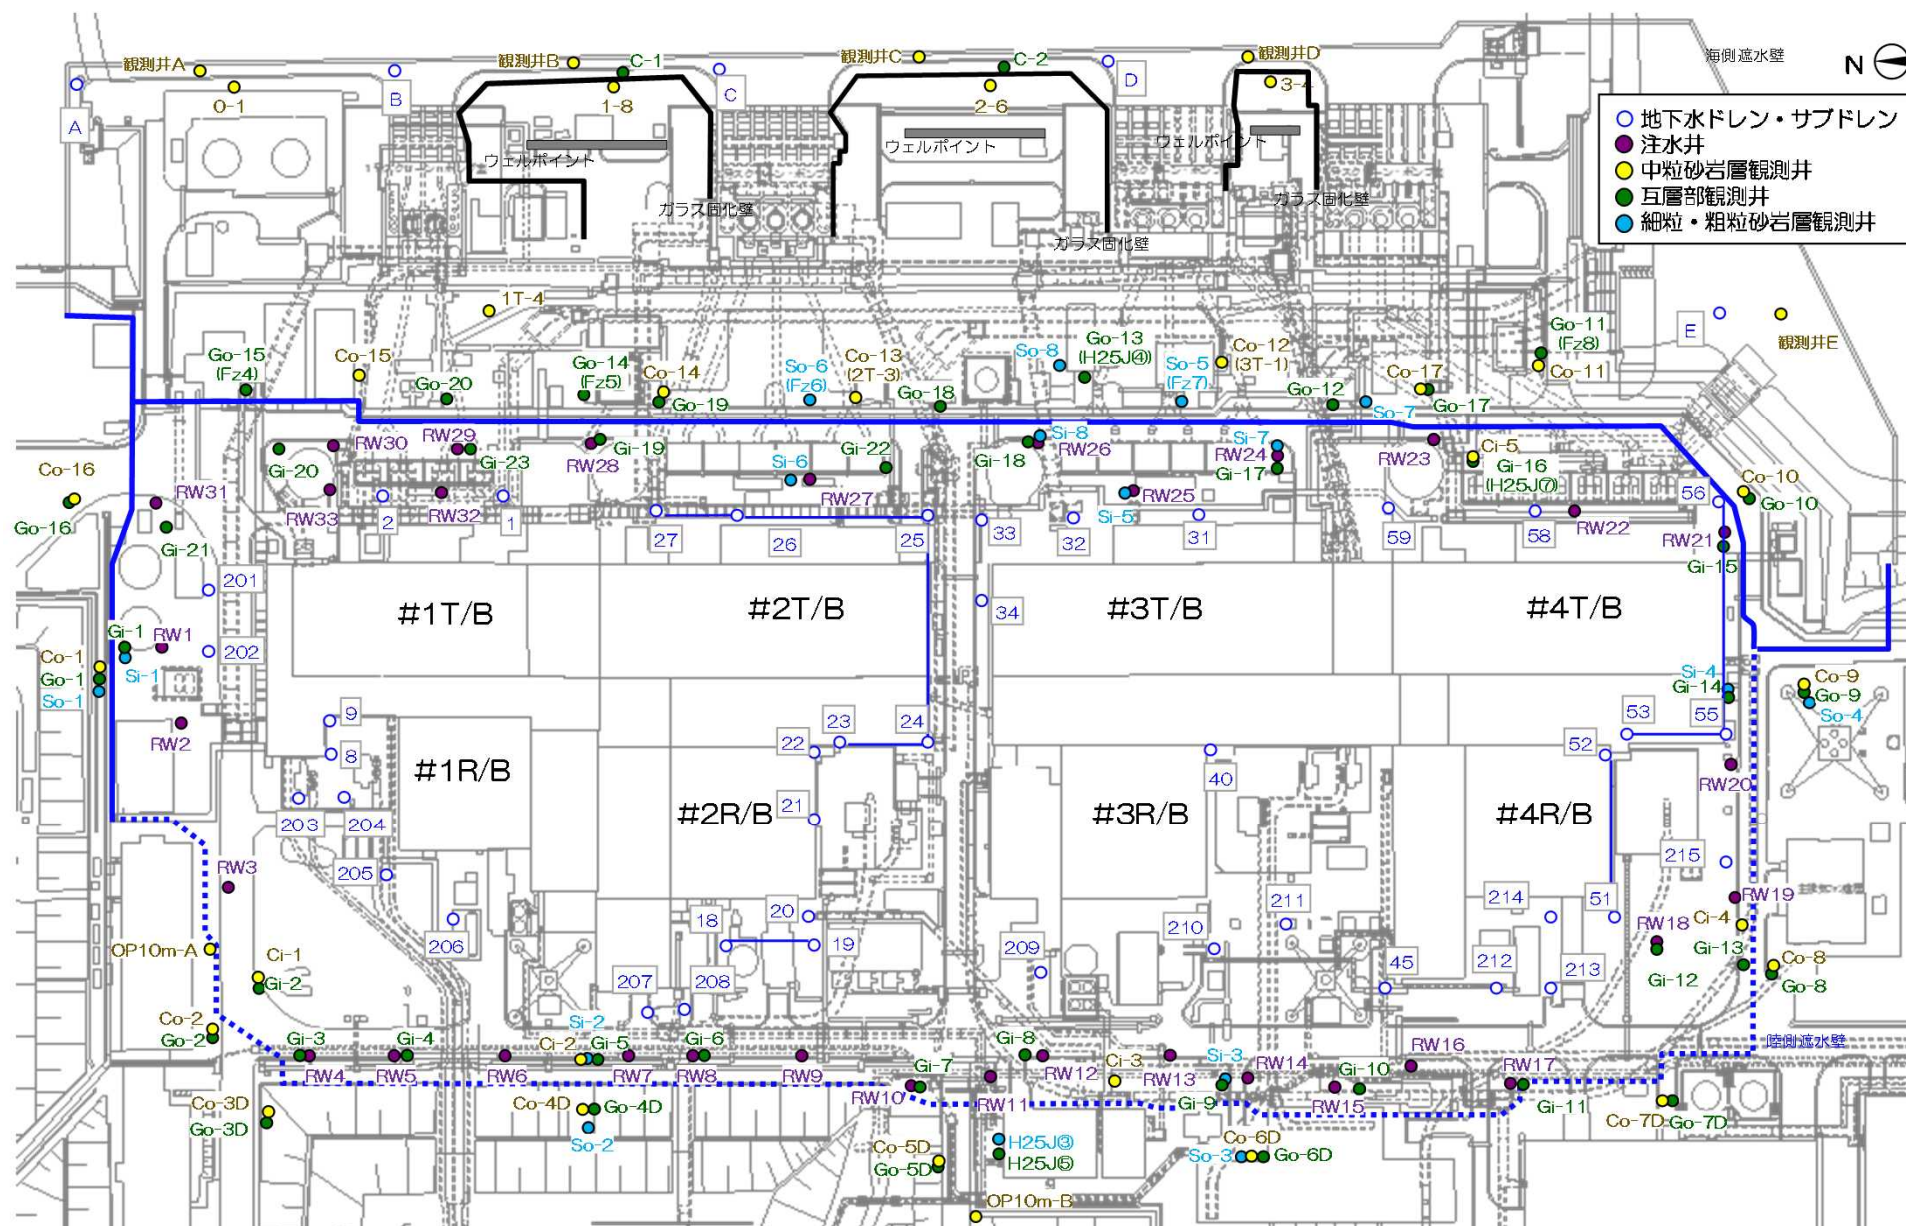 海側遮水壁
N
地下水ドレン・サブドレン
注水井
中粒砂岩層観測井
互層部観測井
細粒・粗粒砂岩層観測井
観測井A
観測井B
C-1
観測井C
C-2
観測井D
A
0-1
B
1-8
C
2-6
D
3-4
ウェルポイント
ウェルポイント
ウェルポイント
ガラス固化壁
ガラス固化壁
ガラス固化壁
1T-4
E
観測井E
Go-15
(Fz4)
Co-15
Go-20
Go-14
(Fz5)
Co-14
Go-19
So-6
(Fz6)
Co-13
(2T-3)
Go-18
So-8
Go-13
(H25J④)
So-5
(Fz7)
Co-12
(3T-1)
Go-12
So-7
Co-17
Go-17
Go-11
(Fz8)
Co-11
RW30
RW29
Gi-20
Gi-23
RW28
Gi-19
Si-6
RW27
Gi-22
Gi-18
Si-8
RW26
Si-7
RW24
Gi-17
RW23
Ci-5
Gi-16
(H25J⑦)
Co-10
Go-10
Co-16
Go-16
RW31
Gi-21
RW33
2
RW32
1
27
26
25
33
32
Si-5
RW25
31
59
58
RW22
56
RW21
Gi-15
201
202
34
#1T/B
#2T/B
#3T/B
#4T/B
Gi-1
RW1
Si-1
Co-1
Go-1
So-1
RW2
Si-4
Gi-14
Co-9
Go-9
So-4
9
8
23
24
22
21
53
55
52
40
RW20
#1R/B
#2R/B
#3R/B
#4R/B
203
204
205
206
RW3
215
RW19
18
20
19
211
210
209
214
51
RW18
Ci-4
Gi-13
Gi-12
Co-8
Go-8
OP10m-A
Ci-1
Gi-2
207
208
45
212
213
Co-2
Go-2
Gi-3
RW4
Gi-4
RW5
RW6
Si-2
Ci-2
Gi-5
RW7
Gi-6
RW8
RW9
Gi-7
RW10
Gi-8
RW11
RW12
Ci-3
RW13
Si-3
Gi-9
RW14
RW15
Gi-10
RW16
RW17
Gi-11
陸側遮水壁
Co-3D
Go-3D
Co-4D
Go-4D
So-2
Co-5D
Go-5D
H25J③
H25J⑤
Co-6D
So-3
Go-6D
Co-7D
Go-7D
OP10m-B